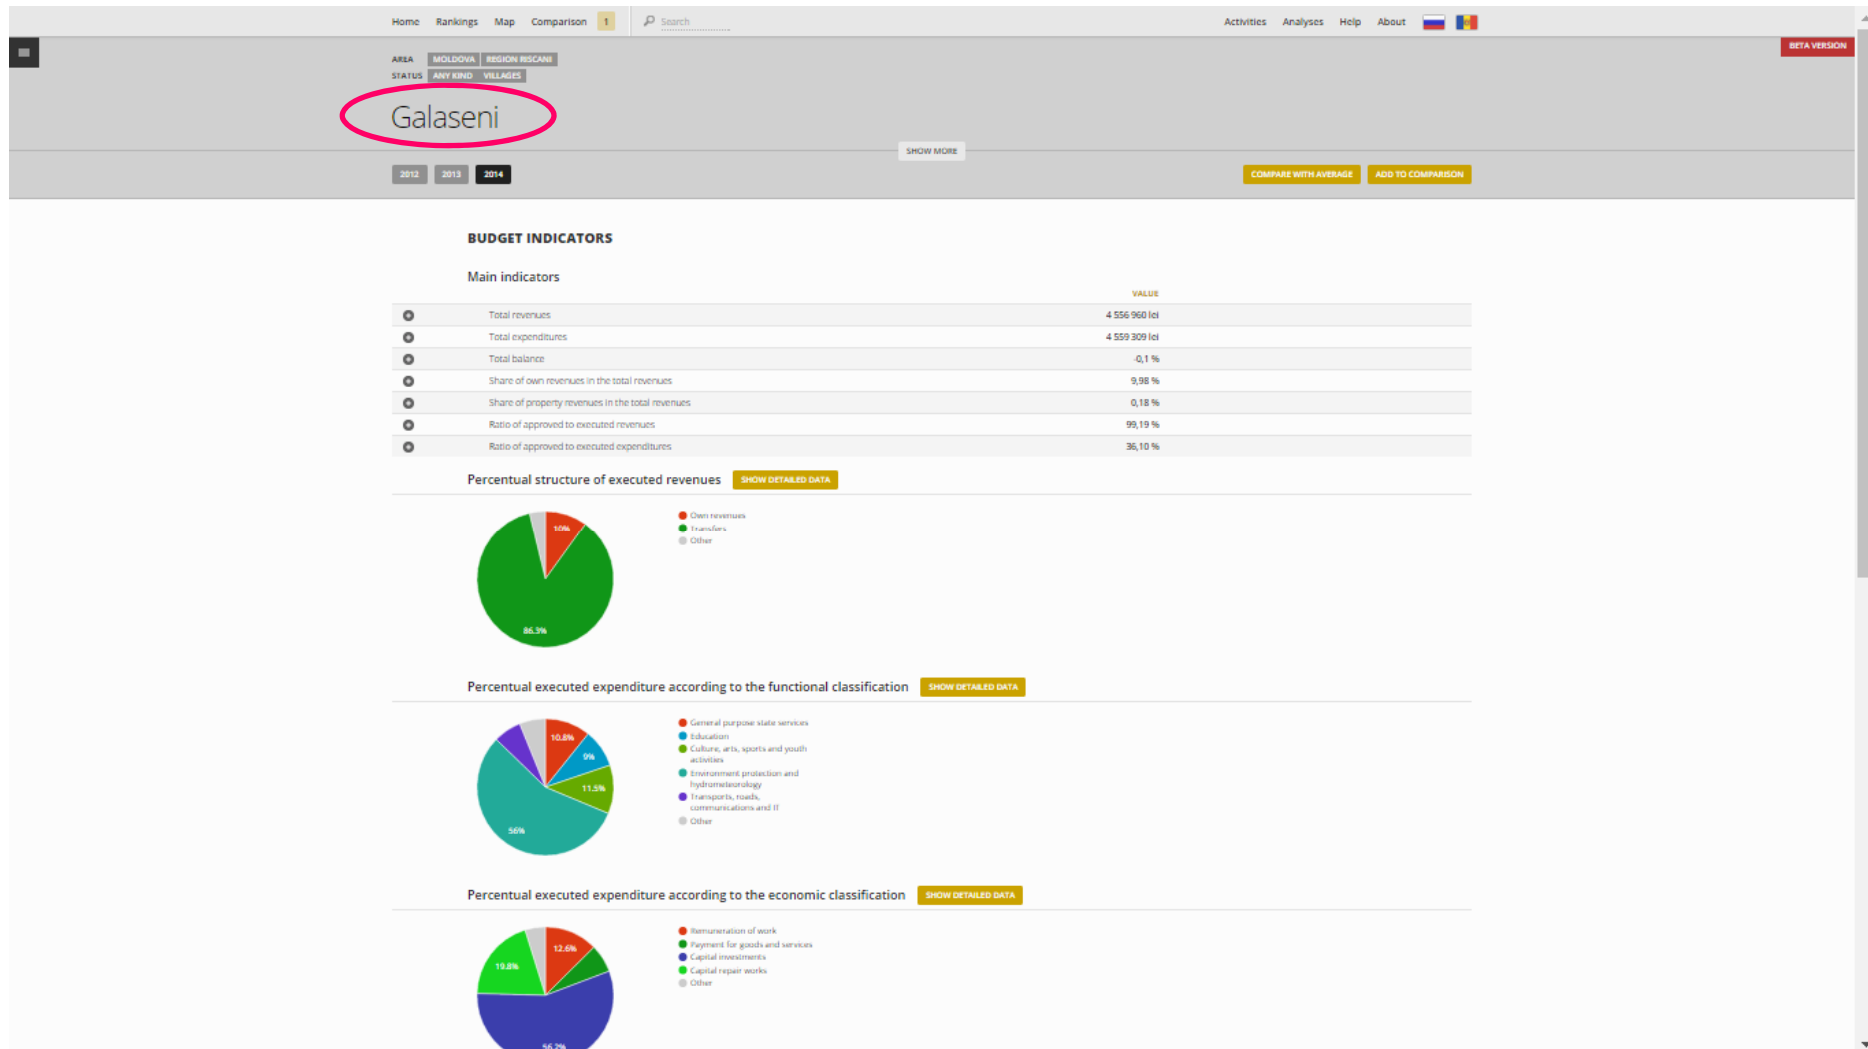 Home Rankings Map Comparison 1 Search Activities Analyses Help About
BETA VERSION
AREA MOLDOVA REGION RISCANI
STATUS ANY KIND VILLAGES
Galaseni
SHOW MORE
2012 2013 2014 COMPARE WITH AVERAGE ADD TO COMPARISON
BUDGET INDICATORS
Main indicators
VALUE
Total revenues 4 556 960 lei
Total expenditures 4 559 309 lei
Total balance -0,1 %
Share of own revenues in the total revenues 9,98 %
Share of property revenues in the total revenues 0,18 %
Ratio of approved to executed revenues 99,19 %
Ratio of approved to executed expenditures 36,10 %
Percentual structure of executed revenues SHOW DETAILED DATA
Own revenues
Transfers
Other
10%
86.3%
Percentual executed expenditure according to the functional classification SHOW DETAILED DATA
General purpose state services
Education
Culture, arts, sports and youth
activities
Environment protection and
hydrometeorology
Transports, roads,
communications and IT
Other
10.8%
9%
11.5%
56%
Percentual executed expenditure according to the economic classification SHOW DETAILED DATA
Remuneration of work
Payment for goods and services
Capital investments
Capital repair works
Other
12.6%
19.8%
56.2%